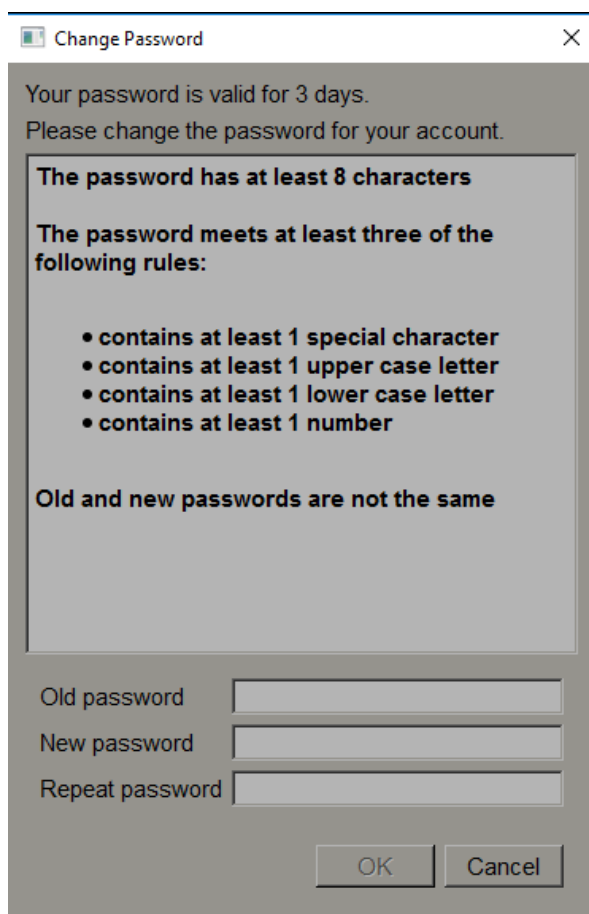 Change Password
Your password is valid for 3 days.
Please change the password for your account.
The password has at least 8 characters
The password meets at least three of the
following rules:
• contains at least 1 special character
• contains at least 1 upper case letter
• contains at least 1 lower case letter
• contains at least 1 number
Old and new passwords are not the same
Old password
New password
Repeat password
OK Cancel